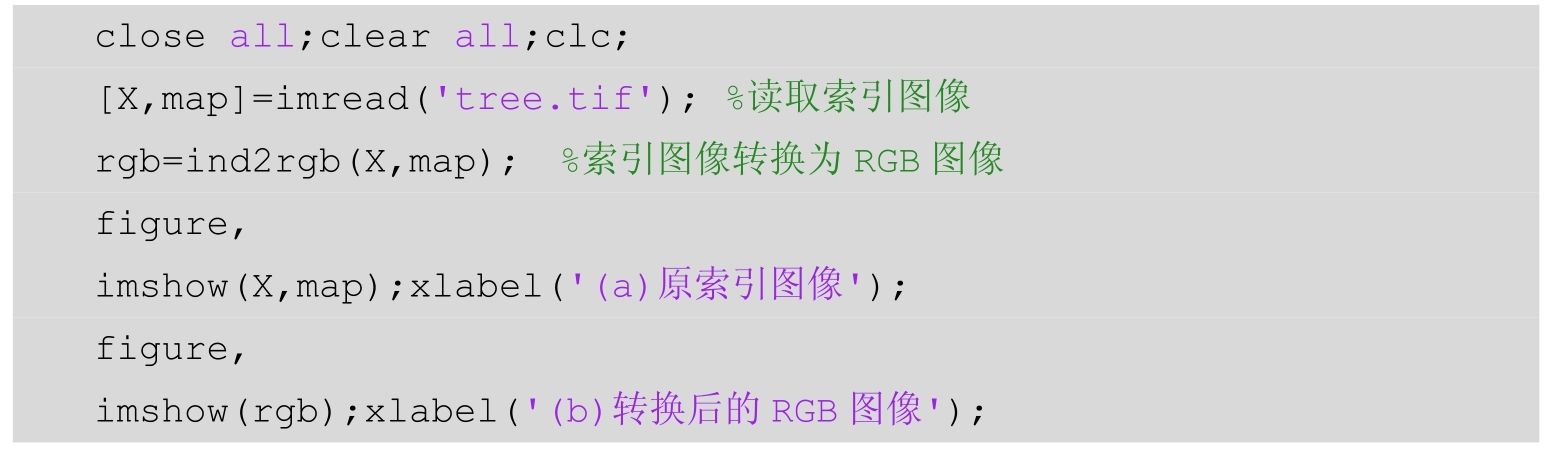 close all;clear all;clc;
[X,map]=imread('tree.tif'); %读取索引图像
rgb=ind2rgb(X,map);  %索引图像转换为 RGB 图像
figure,
imshow(X,map);xlabel('(a)原索引图像');
figure,
imshow(rgb);xlabel('(b)转换后的 RGB 图像');